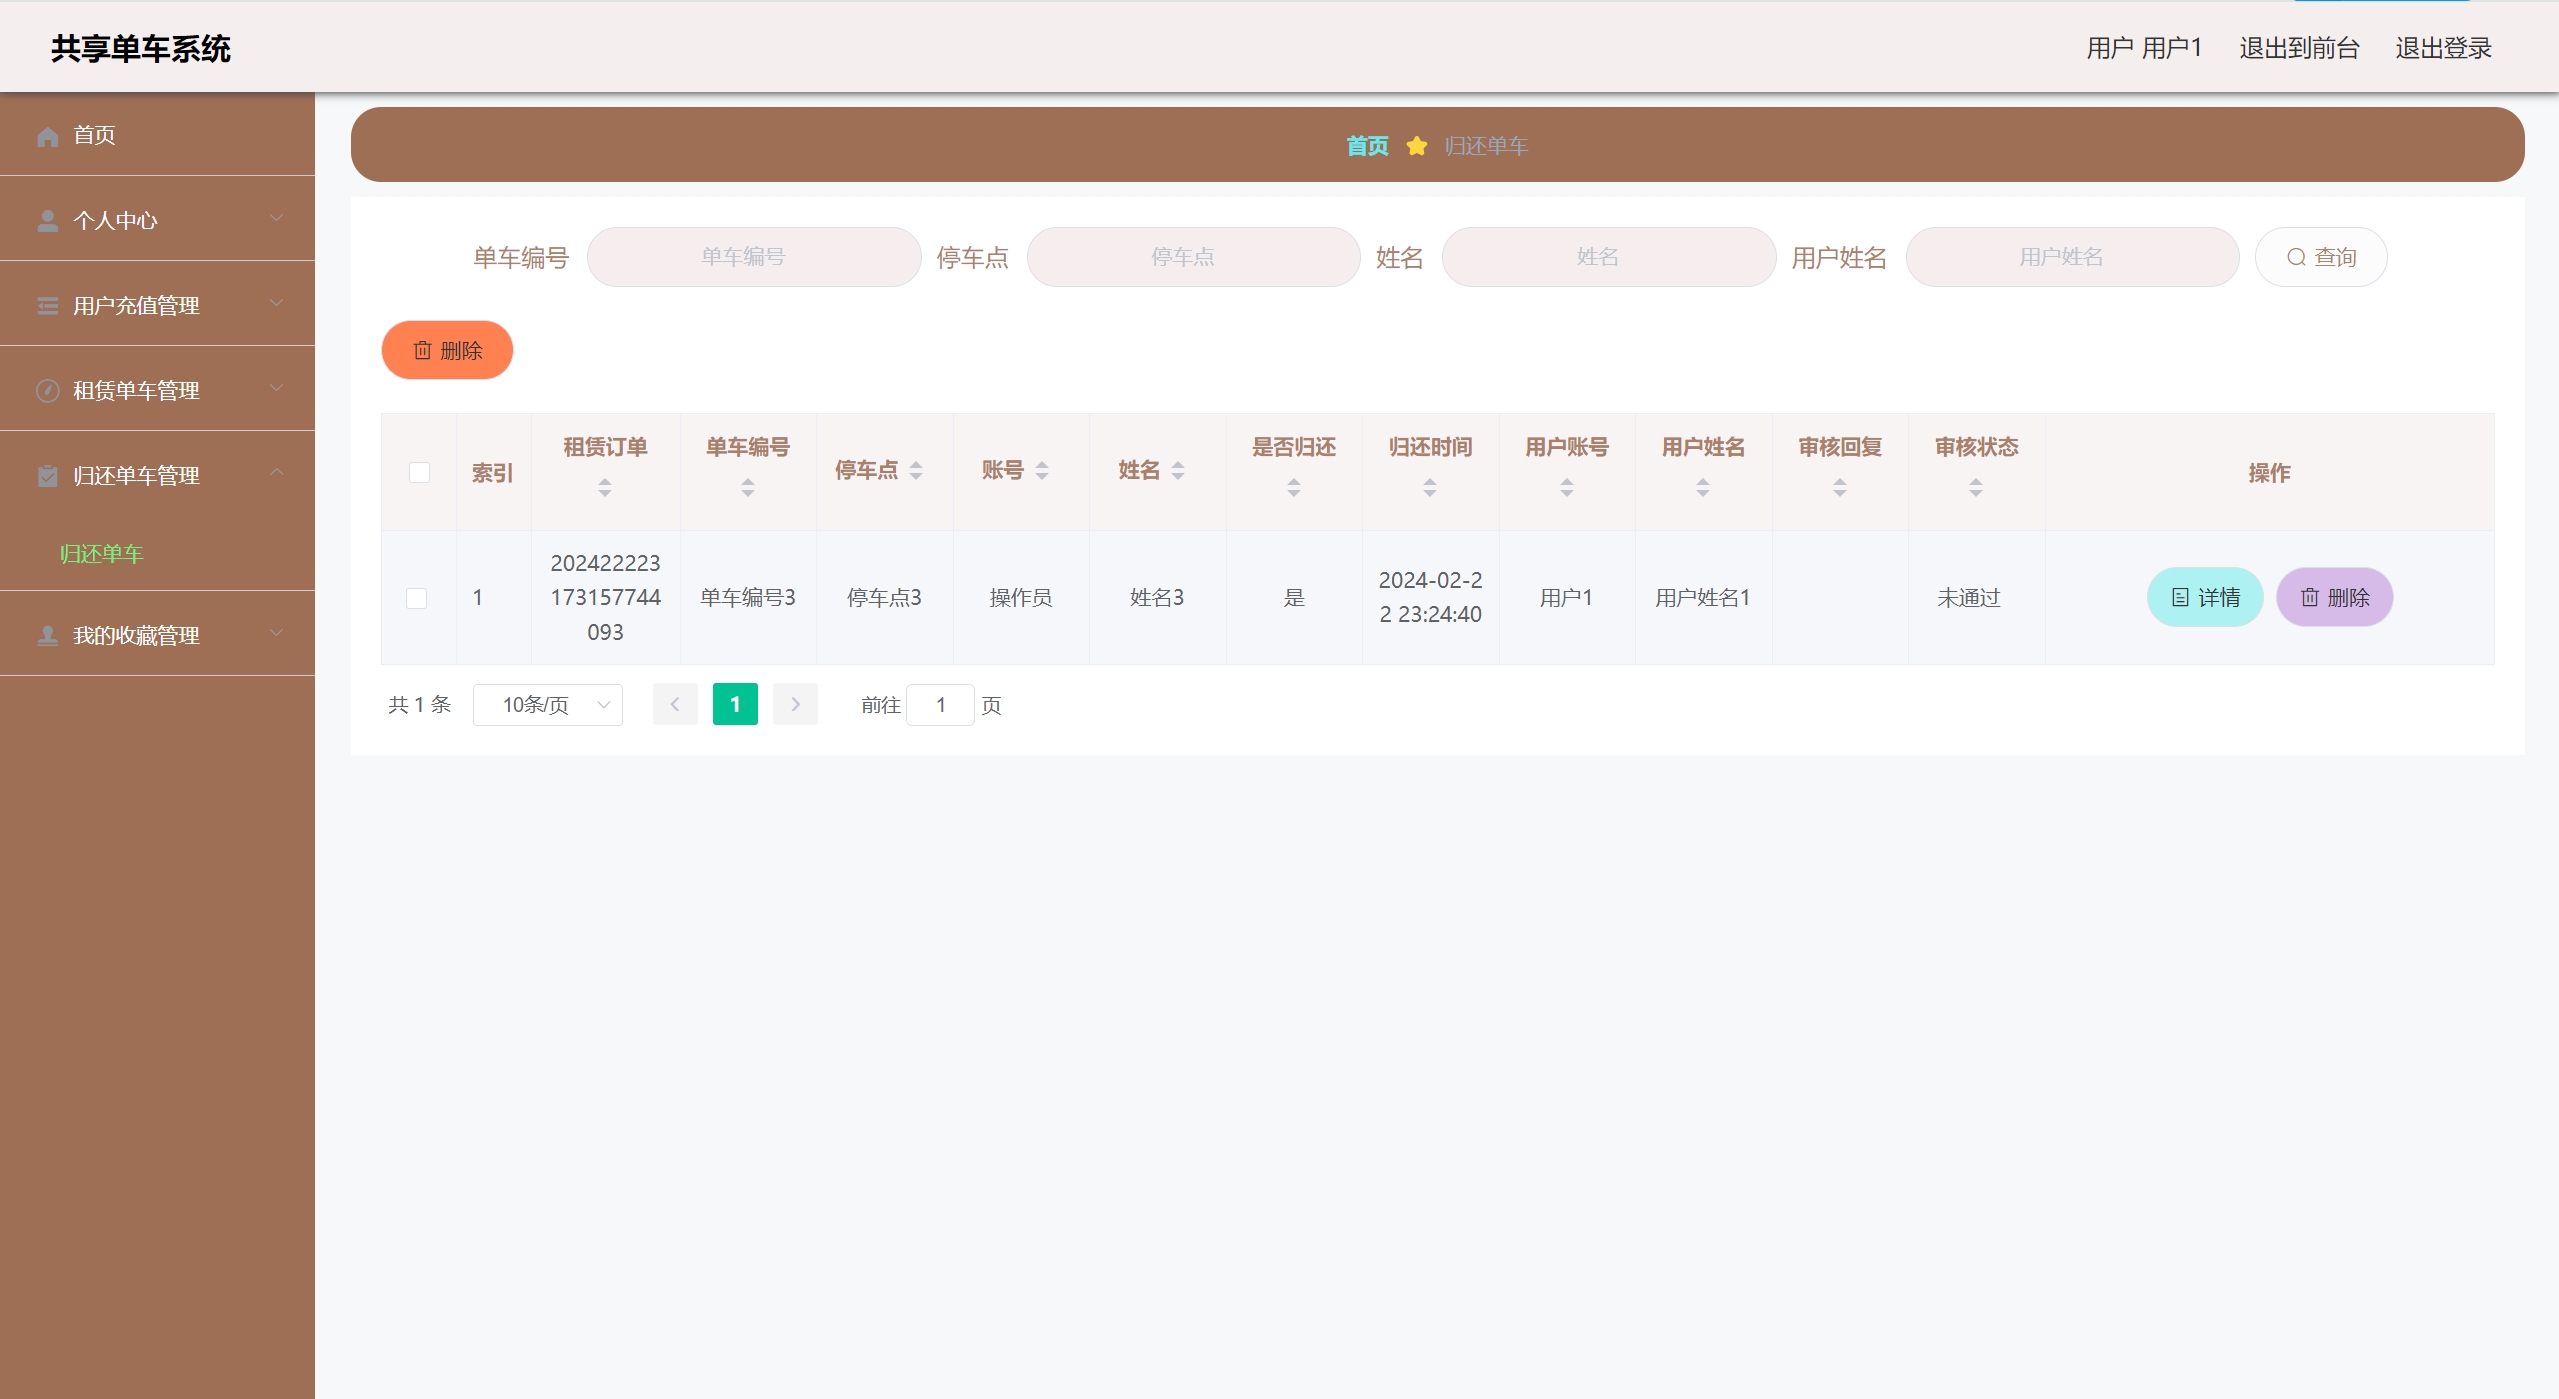 共享单车系统
用户 用户1 退出到前台 退出登录
首页
个人中心
用户充值管理
租赁单车管理
归还单车管理
归还单车
我的收藏管理
首页 归还单车
单车编号 单车编号 停车点 停车点 姓名 姓名 用户姓名 用户姓名 查询
删除
索引 租赁订单 单车编号 停车点 账号 姓名 是否归还 归还时间 用户账号 用户姓名 审核回复 审核状态 操作
1 202422223
173157744
093
单车编号3 停车点3 操作员 姓名3 是 2024-02-2
2 23:24:40
用户1 用户姓名1 未通过 详情 删除
共 1 条 10条/页 1 前往 1 页